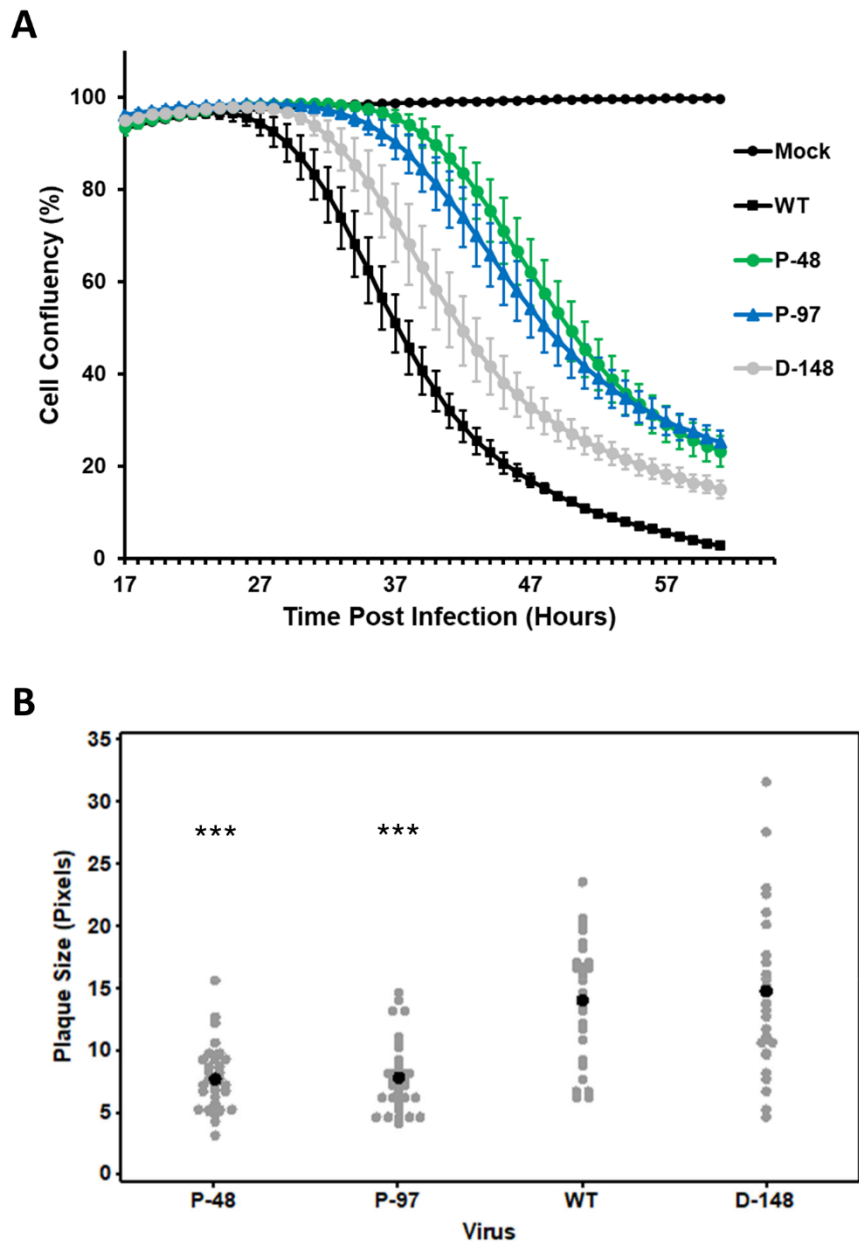 A
100
80
60
40
20
0
Cell Confluency (%)
17 27 37 47 57
Time Post Infection (Hours)
Mock
WT
P-48
P-97
D-148
B
35
30
25
20
15
10
5
0
Plaque Size (Pixels)
*** ***
P-48 P-97 WT D-148
Virus